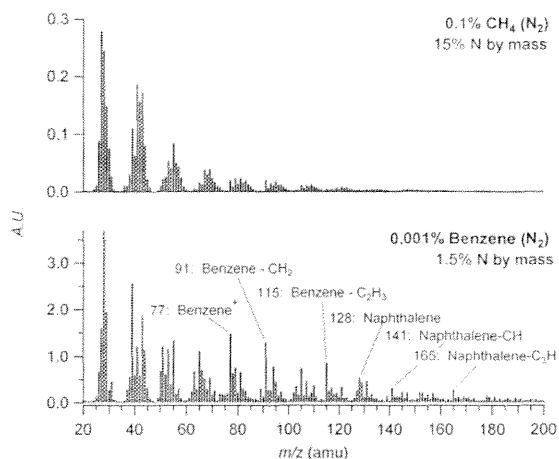 0.1% CH₄ (N₂)
15% N by mass
0.3
0.2
0.1
0.0
A.U.
0.001% Benzene (N₂)
1.5% N by mass
91: Benzene - CH₂
115: Benzene - C₂H₃
77: Benzene⁺
128: Naphthalene
141: Naphthalene-CH
165: Naphthalene-C₃H
3.0
2.0
1.0
0.0
20 40 60 80 100 120 140 160 180 200
m/z (amu)